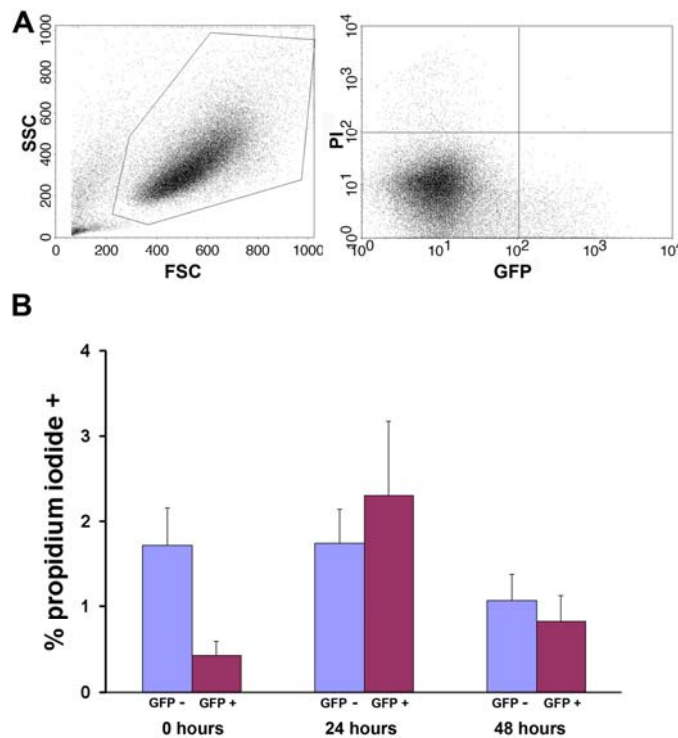 A
1000
800
600
400
200
0
SSC
0 200 400 600 800 1000
FSC
10^4
10^3
10^2
10^1
10^0
PI
10^0 10^1 10^2 10^3 10^4
GFP
B
4
3
2
1
0
% propidium iodide +
GFP - GFP + GFP - GFP + GFP - GFP +
0 hours 24 hours 48 hours